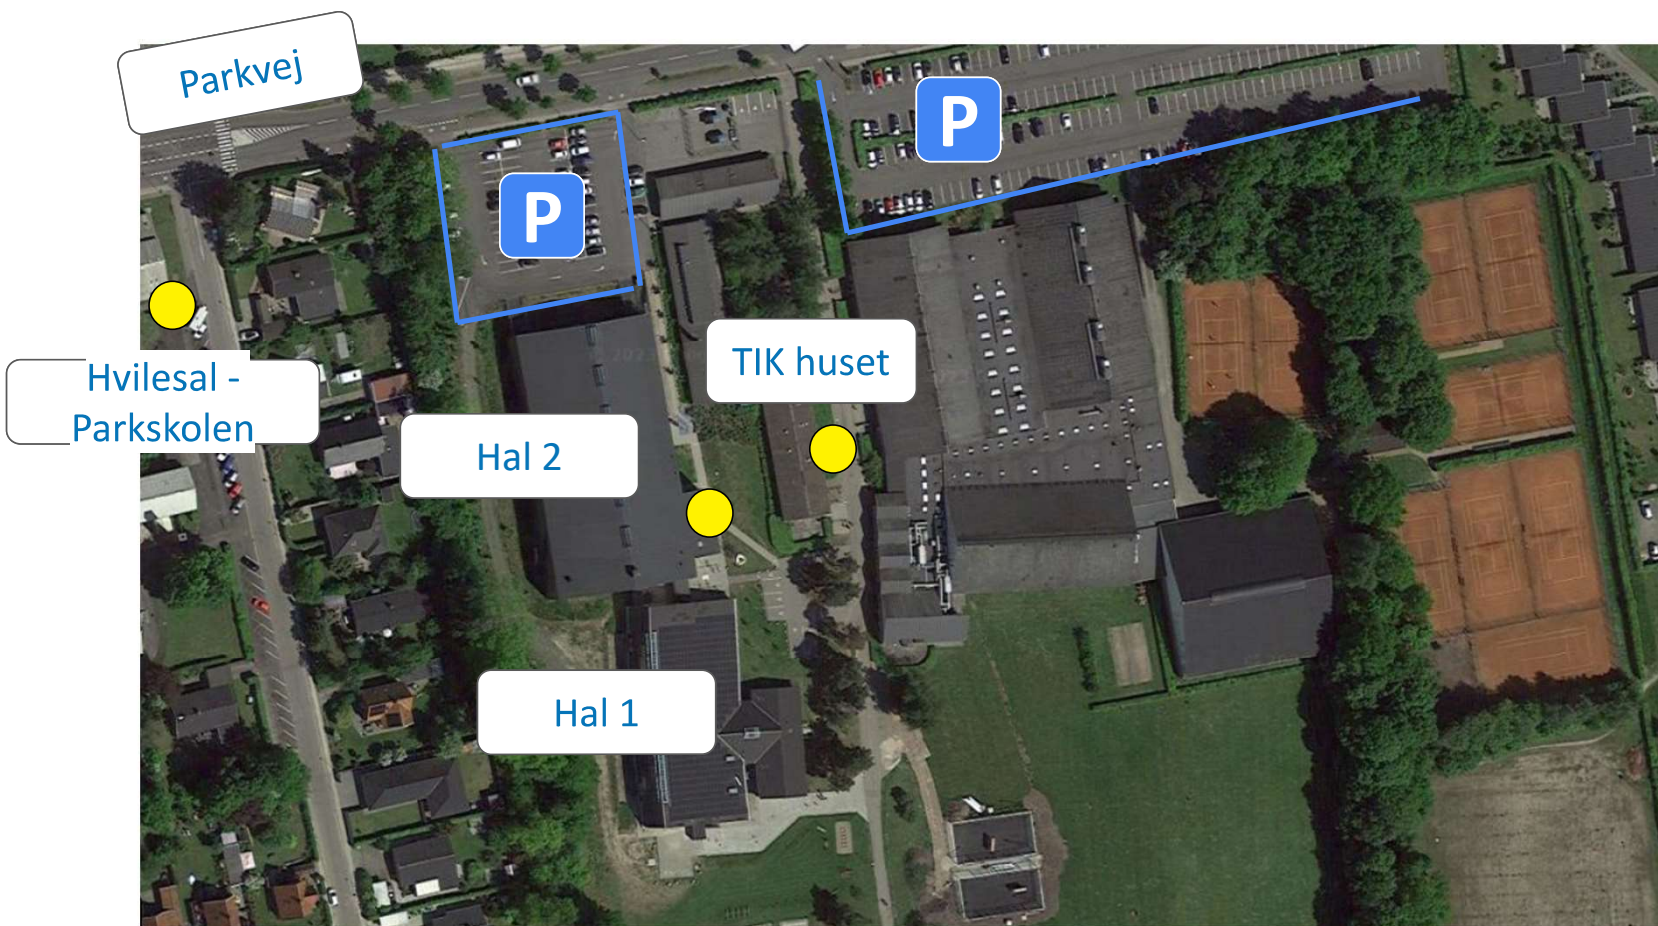 Parkvej
P
P
TIK huset
Hvilesal -
Parkskolen
Hal 2
Hal 1